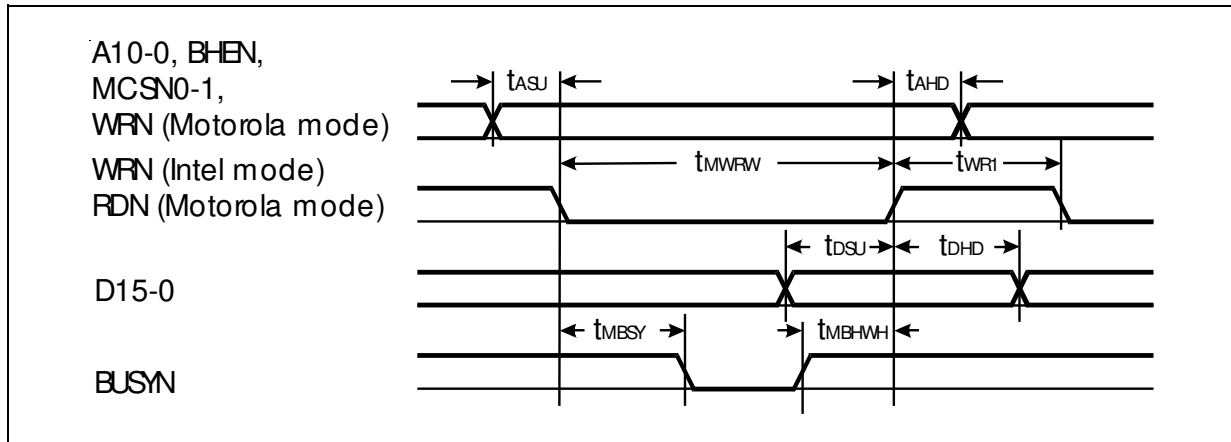 A10-0, BHEN,
MCSN0-1,
WRN (Motorola mode)
WRN (Intel mode)
RDN (Motorola mode)
D15-0
BUSYN
tASU
tAHD
tMWRW
tWR1
tDSU
tDHD
tMBSY
tMBHWH